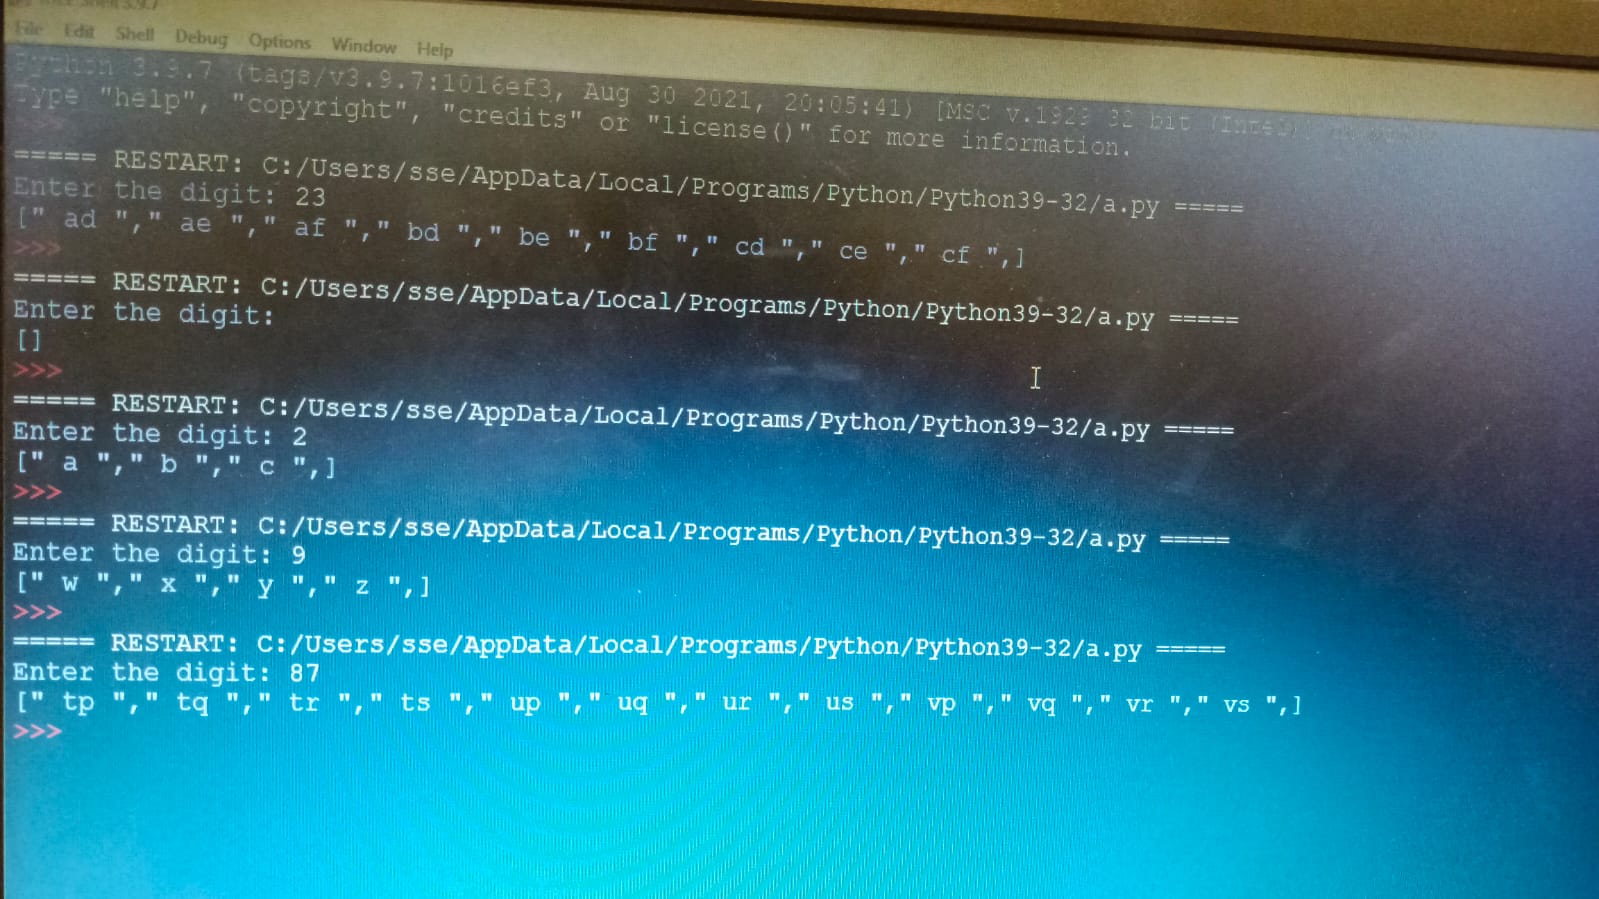 Shell 3.9.7
File Edit Shell Debug Options Window Help
Python 3.9.7 (tags/v3.9.7:1016ef3, Aug 30 2021, 20:05:41) [MSC v.1929 32 bit (Intel)]
Type "help", "copyright", "credits" or "license()" for more information.
>>>
===== RESTART: C:/Users/sse/AppData/Local/Programs/Python/Python39-32/a.py =====
Enter the digit: 23
[" ad "," ae "," af "," bd "," be "," bf "," cd "," ce "," cf ",]
>>>
===== RESTART: C:/Users/sse/AppData/Local/Programs/Python/Python39-32/a.py =====
Enter the digit:
[]
>>>
===== RESTART: C:/Users/sse/AppData/Local/Programs/Python/Python39-32/a.py =====
Enter the digit: 2
[" a "," b "," c ",]
>>>
===== RESTART: C:/Users/sse/AppData/Local/Programs/Python/Python39-32/a.py =====
Enter the digit: 9
[" w "," x "," y "," z ",]
>>>
===== RESTART: C:/Users/sse/AppData/Local/Programs/Python/Python39-32/a.py =====
Enter the digit: 87
[" tp "," tq "," tr "," ts "," up "," uq "," ur "," us "," vp "," vq "," vr "," vs ",]
>>>